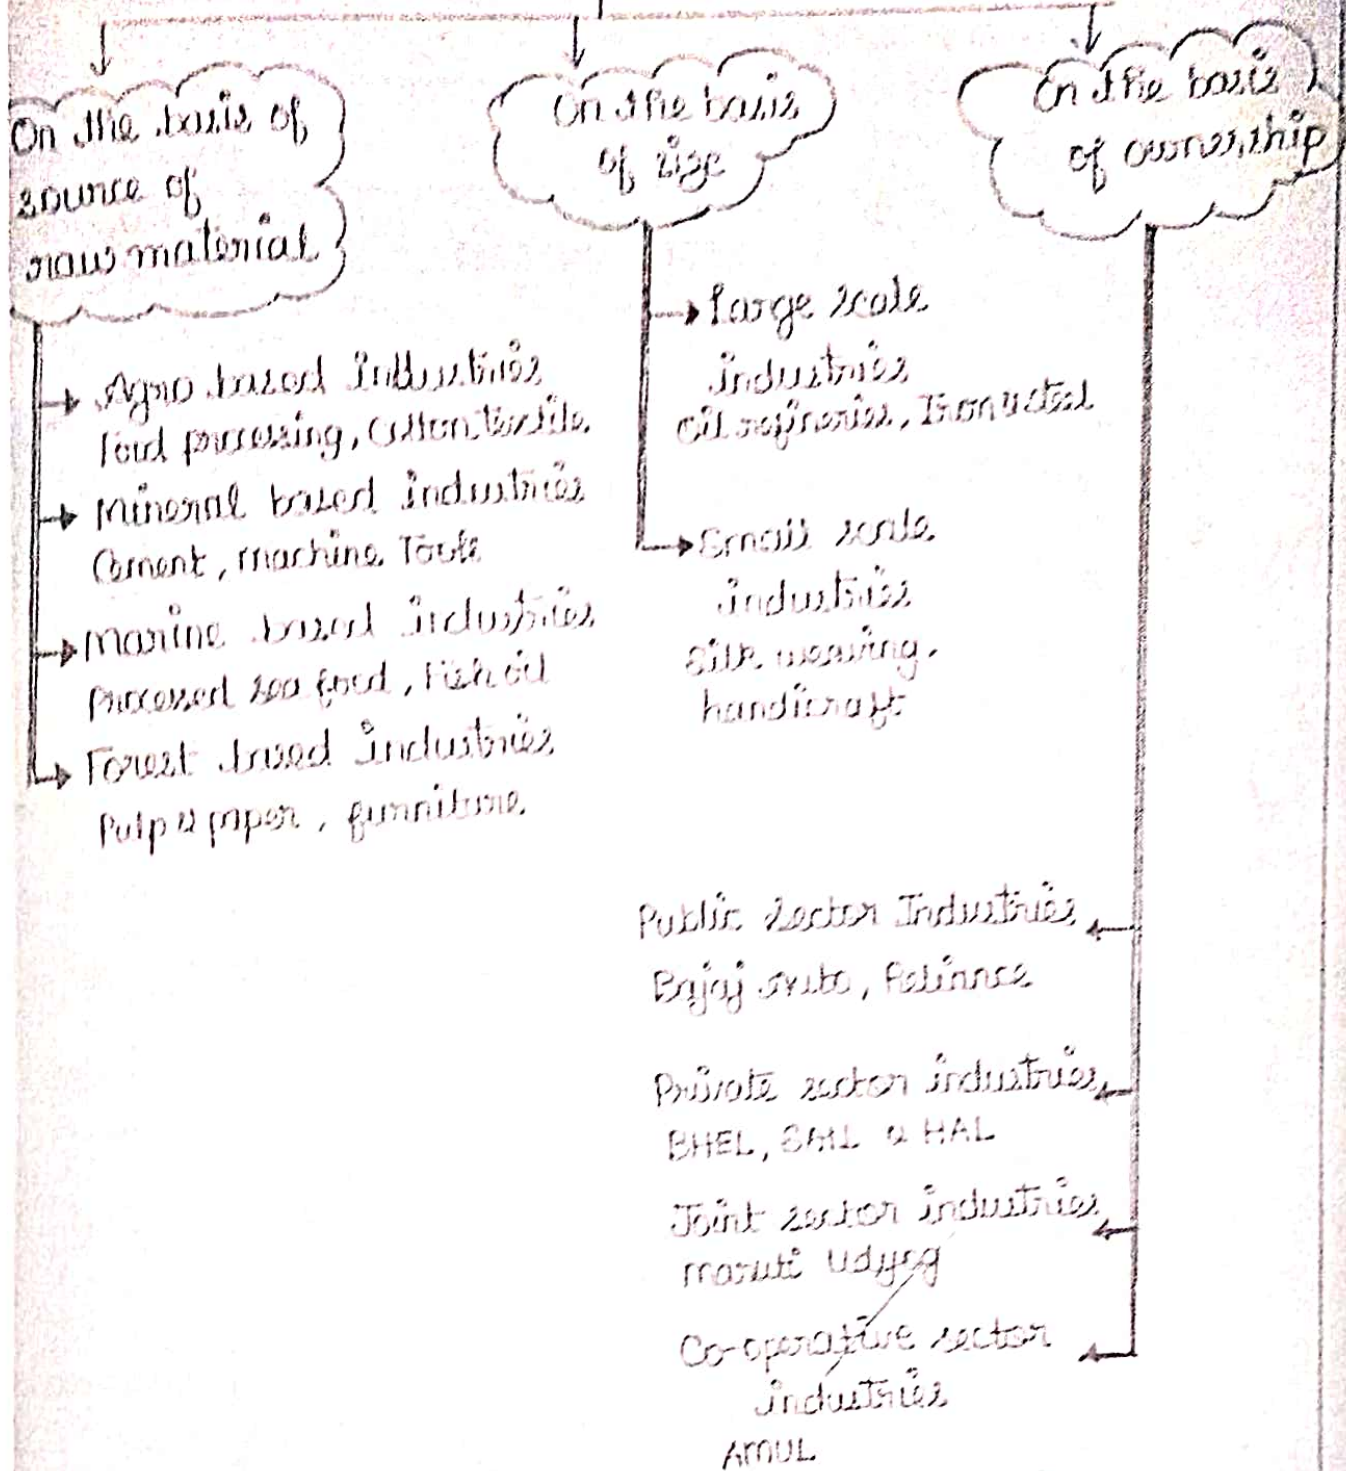 On the basis of
source of
raw material
Agro based industries
Food processing, Cotton textile.
Mineral based industries
Cement, machine Tools
Marine based industries
Processed sea food, Fish oil
Forest based industries
Pulp & paper, furniture
On the basis
of size
large scale
industries
Oil refineries, Iron & steel
Small scale
industries
Silk weaving,
handicraft
On the basis
of ownership
Public sector Industries
Bajaj auto, Reliance
Private sector industries
BHEL, SAIL & HAL
Joint sector industries
Maruti Udyog
Co-operative sector
industries
AMUL